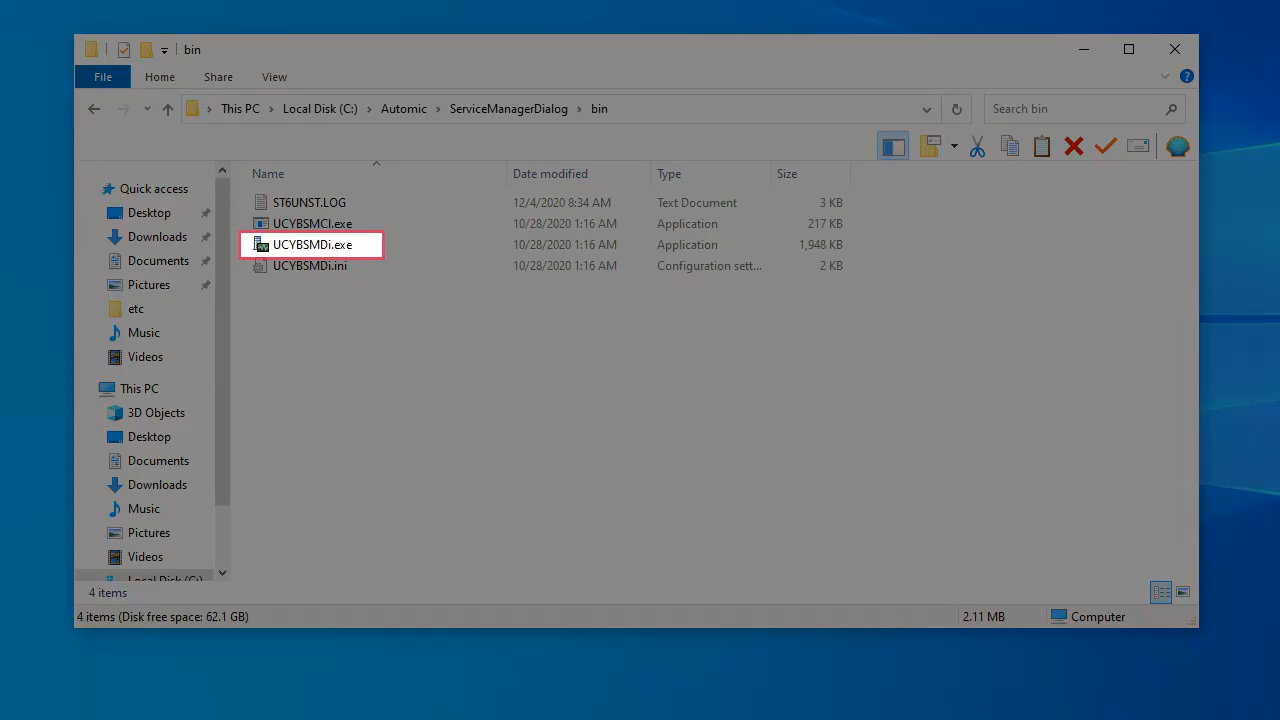 bin
File Home Share View
This PC Local Disk (C:) Automic ServiceManagerDialog bin
Search bin
Name Date modified Type Size
ST6UNST.LOG 12/4/2020 8:34 AM Text Document 3 KB
UCYBSMCl.exe 10/28/2020 1:16 AM Application 217 KB
UCYBSMDi.exe 10/28/2020 1:16 AM Application 1,948 KB
UCYBSMDi.ini 10/28/2020 1:16 AM Configuration sett... 2 KB
Quick access
Desktop
Downloads
Documents
Pictures
etc
Music
Videos
This PC
3D Objects
Desktop
Documents
Downloads
Music
Pictures
Videos
Local Disk (C:)
4 items
4 items (Disk free space: 62.1 GB) 2.11 MB Computer